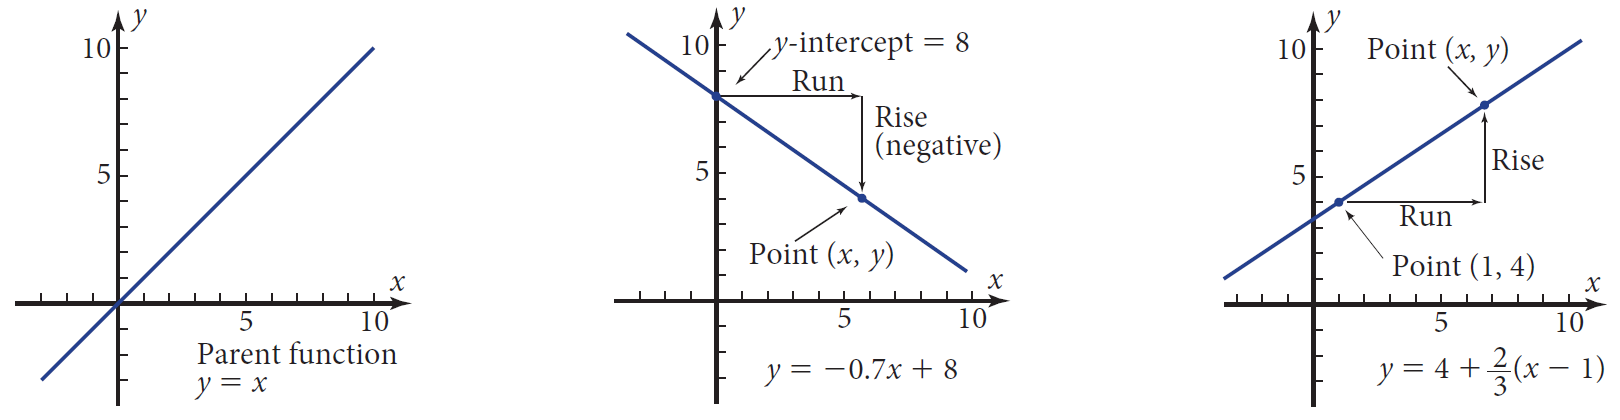 y
10
5
x
5
10
Parent function
y = x
y
10
y-intercept = 8
Run
Rise
(negative)
5
Point (x, y)
x
5
10
y = −0.7x + 8
y
10
Point (x, y)
5
Rise
Run
Point (1, 4)
x
5
10
y = 4 + 2/3(x − 1)